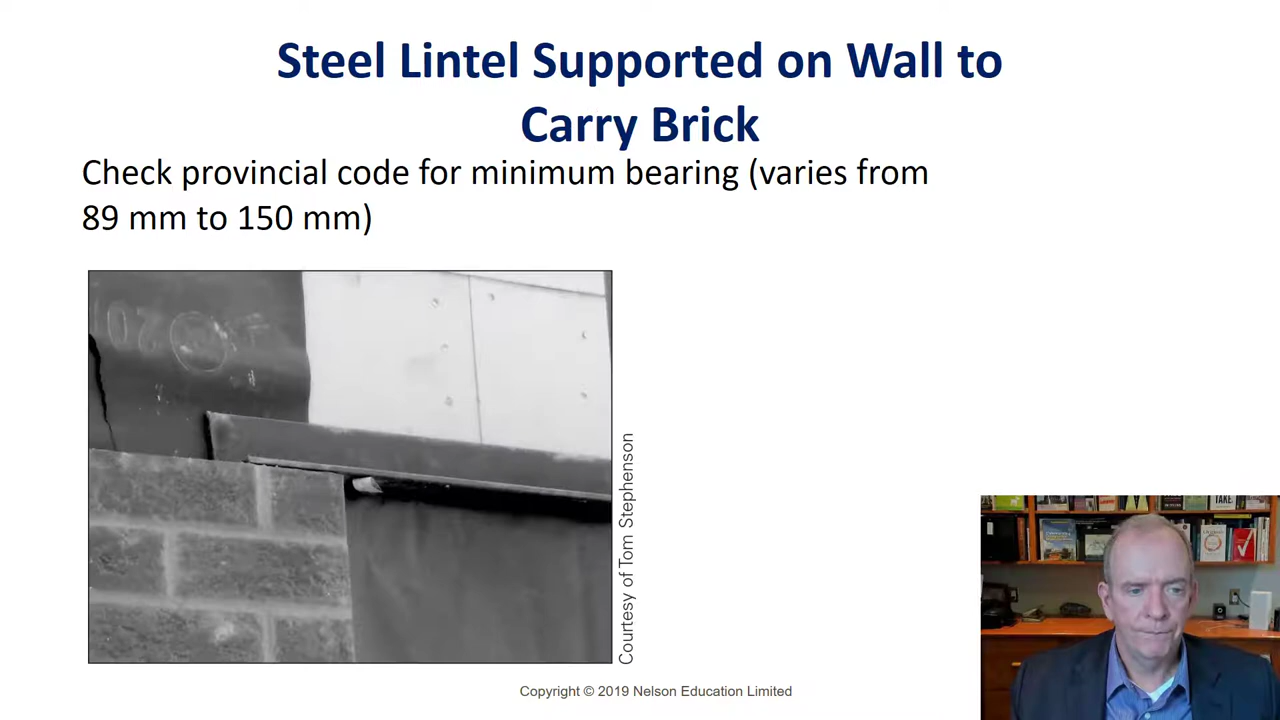 Steel Lintel Supported on Wall to
Carry Brick
Check provincial code for minimum bearing (varies from
89 mm to 150 mm)
Courtesy of Tom Stephenson
Copyright © 2019 Nelson Education Limited
TAKE.